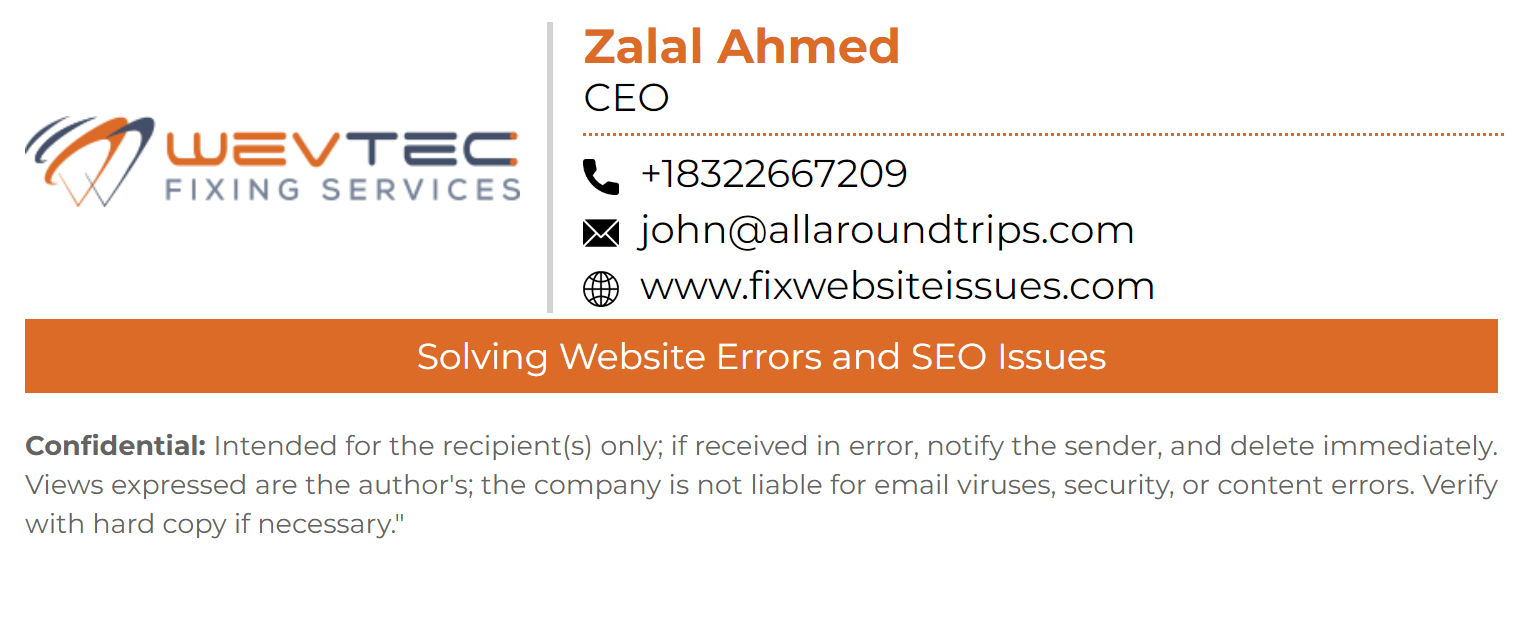 WEVTEC
FIXING SERVICES
Zalal Ahmed
CEO
+18322667209
john@allaroundtrips.com
www.fixwebsiteissues.com
Solving Website Errors and SEO Issues
Confidential: Intended for the recipient(s) only; if received in error, notify the sender, and delete immediately.
Views expressed are the author's; the company is not liable for email viruses, security, or content errors. Verify
with hard copy if necessary."